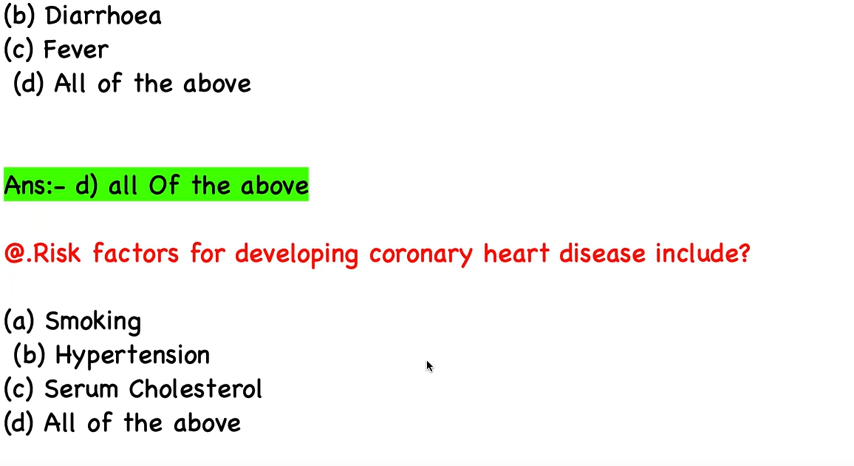 (b) Diarrhoea
(c) Fever
(d) All of the above
Ans:- d) all Of the above
@.Risk factors for developing coronary heart disease include?
(a) Smoking
(b) Hypertension
(c) Serum Cholesterol
(d) All of the above